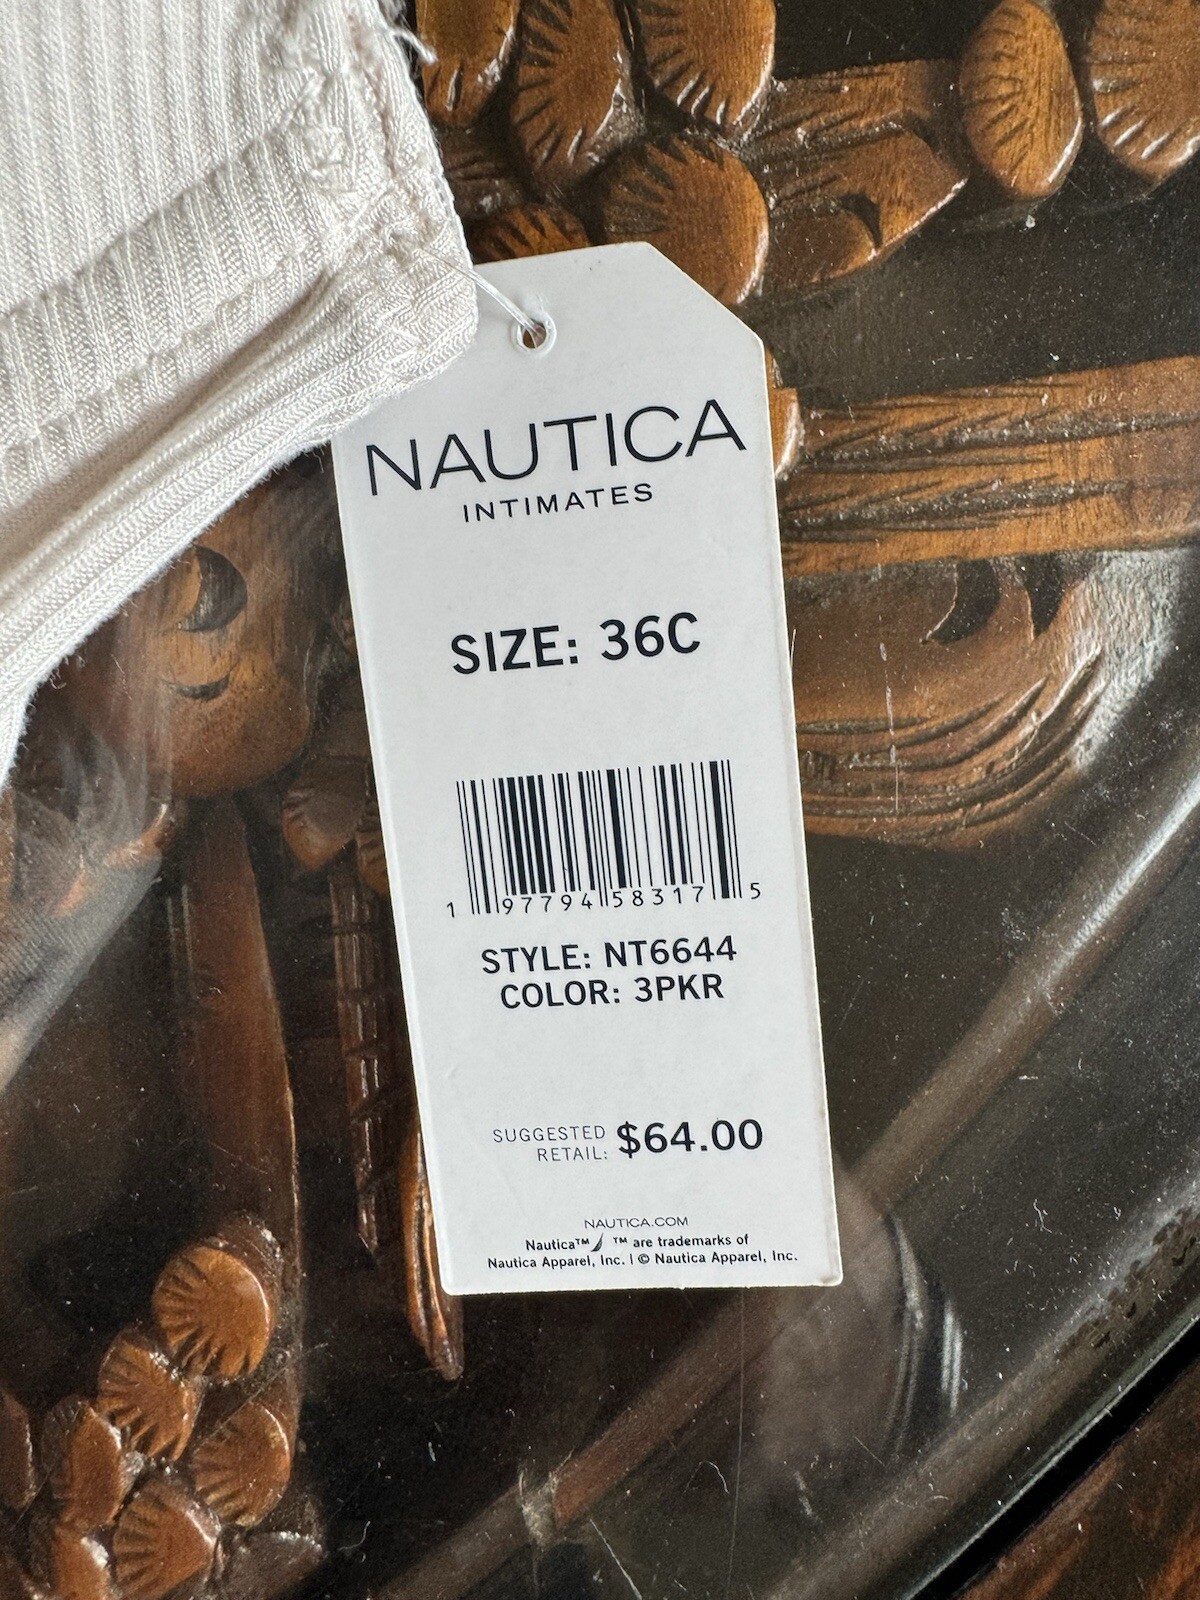 NAUTICA
INTIMATES
SIZE: 36C
1 97794 58317 5
STYLE: NT6644
COLOR: 3PKR
SUGGESTED
RETAIL: $64.00
NAUTICA.COM
Nautica™ ™ are trademarks of
Nautica Apparel, Inc. | © Nautica Apparel, Inc.